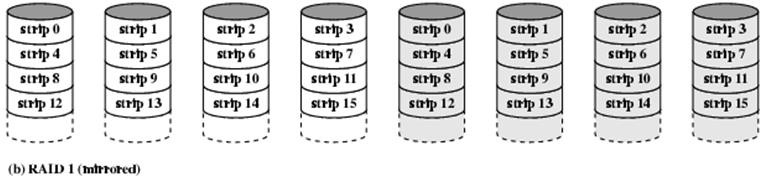 strip 0 strip 1 strip 2 strip 3 strip 0 strip 1 strip 2 strip 3
strip 4 strip 5 strip 6 strip 7 strip 4 strip 5 strip 6 strip 7
strip 8 strip 9 strip 10 strip 11 strip 8 strip 9 strip 10 strip 11
strip 12 strip 13 strip 14 strip 15 strip 12 strip 13 strip 14 strip 15
(b) RAID 1 (mirrored)